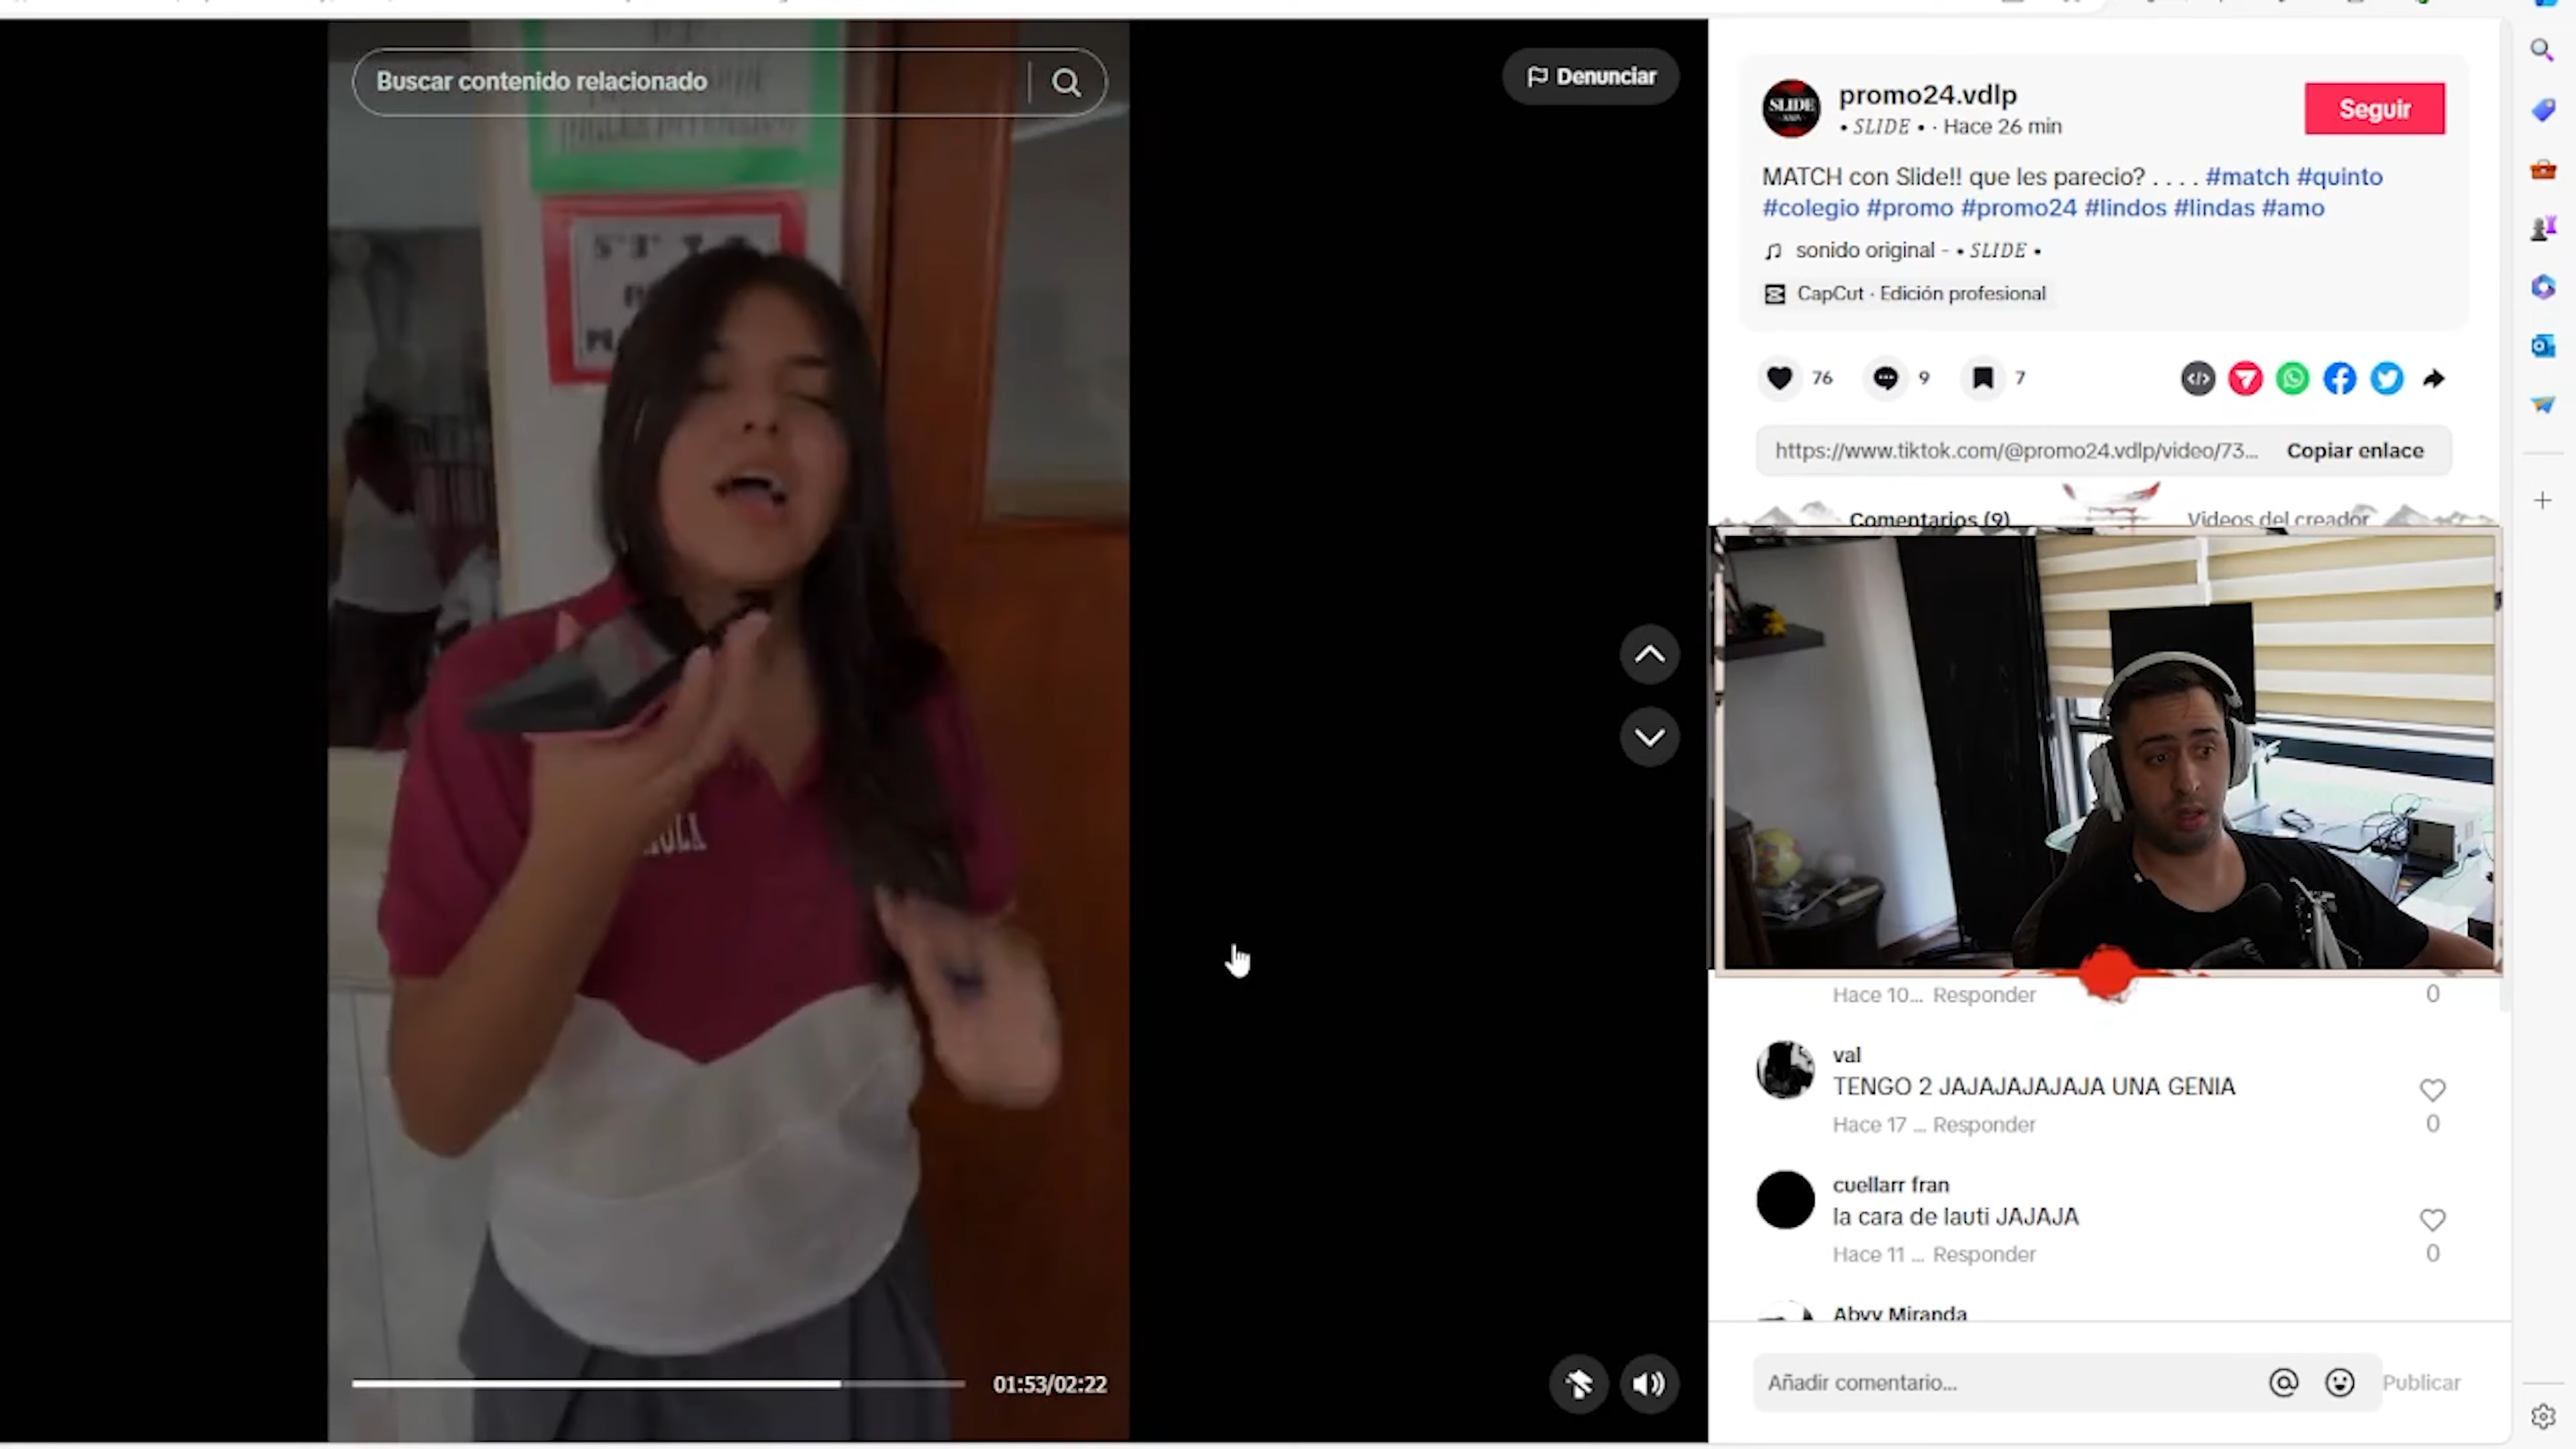 Buscar contenido relacionado
Denunciar
5°3°
01:53/02:22
SLIDE
promo24.vdlp
• SLIDE • · Hace 26 min
Seguir
MATCH con Slide!! que les parecio? . . . . #match #quinto
#colegio #promo #promo24 #lindos #lindas #amo
sonido original - • SLIDE •
CapCut · Edición profesional
76
9
7
https://www.tiktok.com/@promo24.vdlp/video/73...
Copiar enlace
Comentarios (9)
Videos del creador
Hace 10... Responder
0
val
TENGO 2 JAJAJAJAJAJA UNA GENIA
Hace 17 ... Responder
0
cuellarr fran
la cara de lauti JAJAJA
Hace 11 ... Responder
0
Abyy Miranda
Añadir comentario...
Publicar